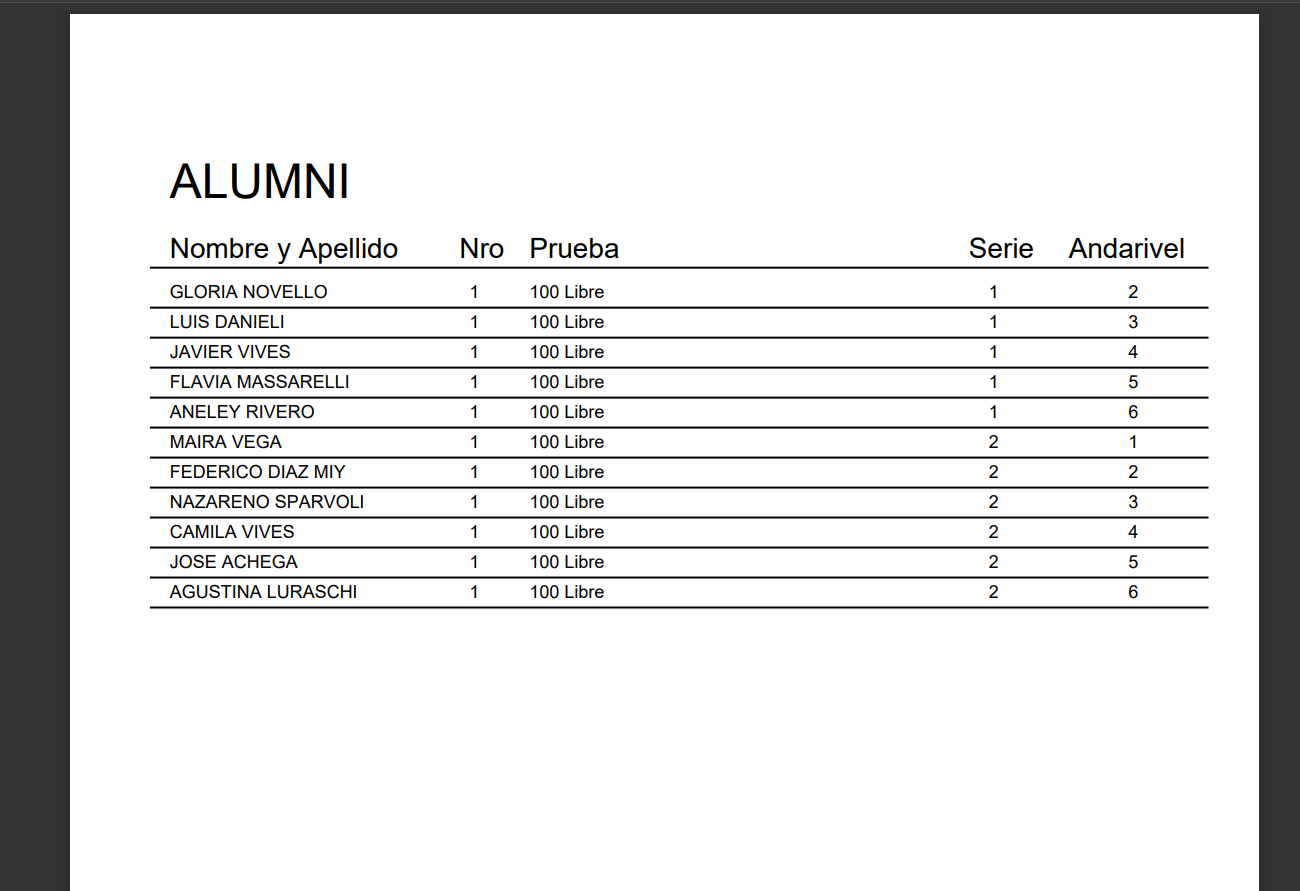 ALUMNI
Nombre y Apellido Nro Prueba Serie Andarivel
GLORIA NOVELLO 1 100 Libre 1 2
LUIS DANIELI 1 100 Libre 1 3
JAVIER VIVES 1 100 Libre 1 4
FLAVIA MASSARELLI 1 100 Libre 1 5
ANELEY RIVERO 1 100 Libre 1 6
MAIRA VEGA 1 100 Libre 2 1
FEDERICO DIAZ MIY 1 100 Libre 2 2
NAZARENO SPARVOLI 1 100 Libre 2 3
CAMILA VIVES 1 100 Libre 2 4
JOSE ACHEGA 1 100 Libre 2 5
AGUSTINA LURASCHI 1 100 Libre 2 6